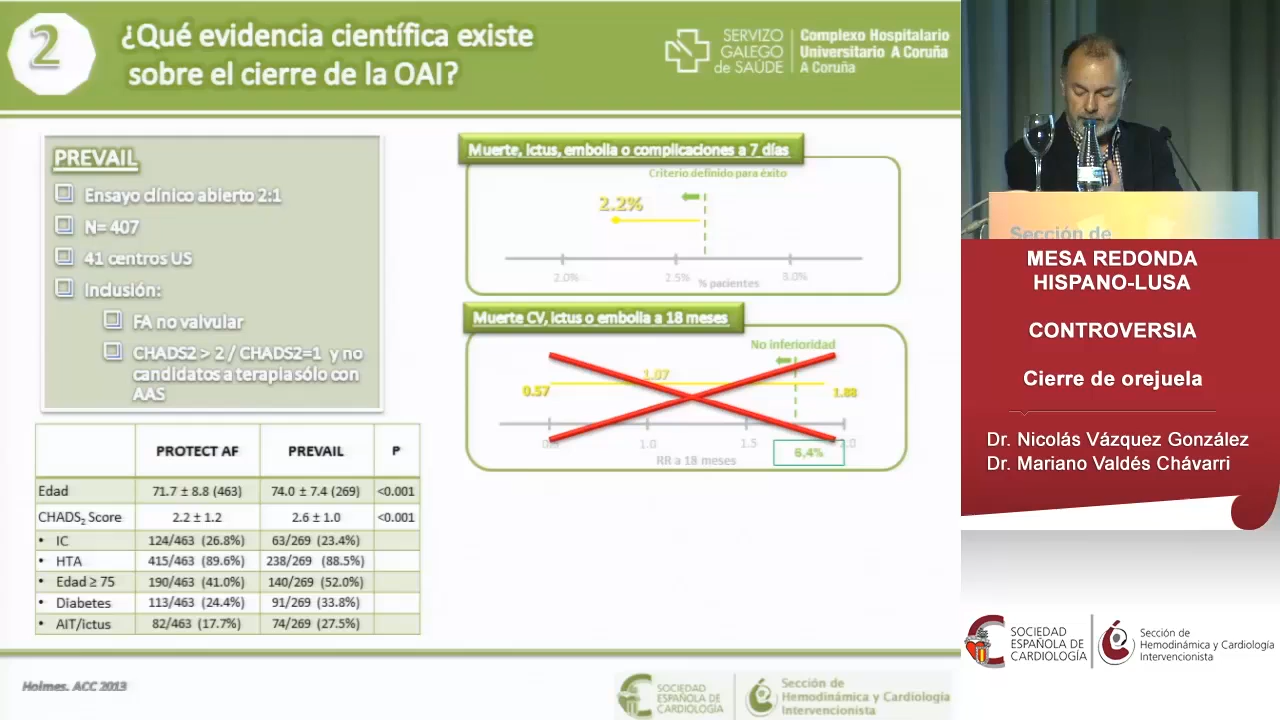 2
¿Qué evidencia científica existe
sobre el cierre de la OAI?
SERVIZO
GALEGO
de SAÚDE
Complexo Hospitalario
Universitario A Coruña
A Coruña
PREVAIL
Ensayo clínico abierto 2:1
N= 407
41 centros US
Inclusión:
FA no valvular
CHADS2 > 2 / CHADS2=1 y no
candidatos a terapia sólo con
AAS
Muerte, ictus, embolia o complicaciones a 7 días
Criterio definido para éxito
2.2%
2.0% 2.5% 3.0%
% pacientes
Muerte CV, ictus o embolia a 18 meses
No inferioridad
0.57 1.07 1.88
1.0 1.5 2.0
RR a 18 meses
6,4%
PROTECT AF PREVAIL P
Edad 71.7 ± 8.8 (463) 74.0 ± 7.4 (269) <0.001
CHADS2 Score 2.2 ± 1.2 2.6 ± 1.0 <0.001
• IC 124/463 (26.8%) 63/269 (23.4%)
• HTA 415/463 (89.6%) 238/269 (88.5%)
• Edad ≥ 75 190/463 (41.0%) 140/269 (52.0%)
• Diabetes 113/463 (24.4%) 91/269 (33.8%)
• AIT/ictus 82/463 (17.7%) 74/269 (27.5%)
Holmes. ACC 2013
SOCIEDAD
ESPAÑOLA DE
CARDIOLOGÍA
Sección de
Hemodinámica y Cardiología
Intervencionista
Sección de
MESA REDONDA
HISPANO-LUSA
CONTROVERSIA
Cierre de orejuela
Dr. Nicolás Vázquez González
Dr. Mariano Valdés Chávarri
SOCIEDAD
ESPAÑOLA DE
CARDIOLOGÍA
Sección de
Hemodinámica y Cardiología
Intervencionista